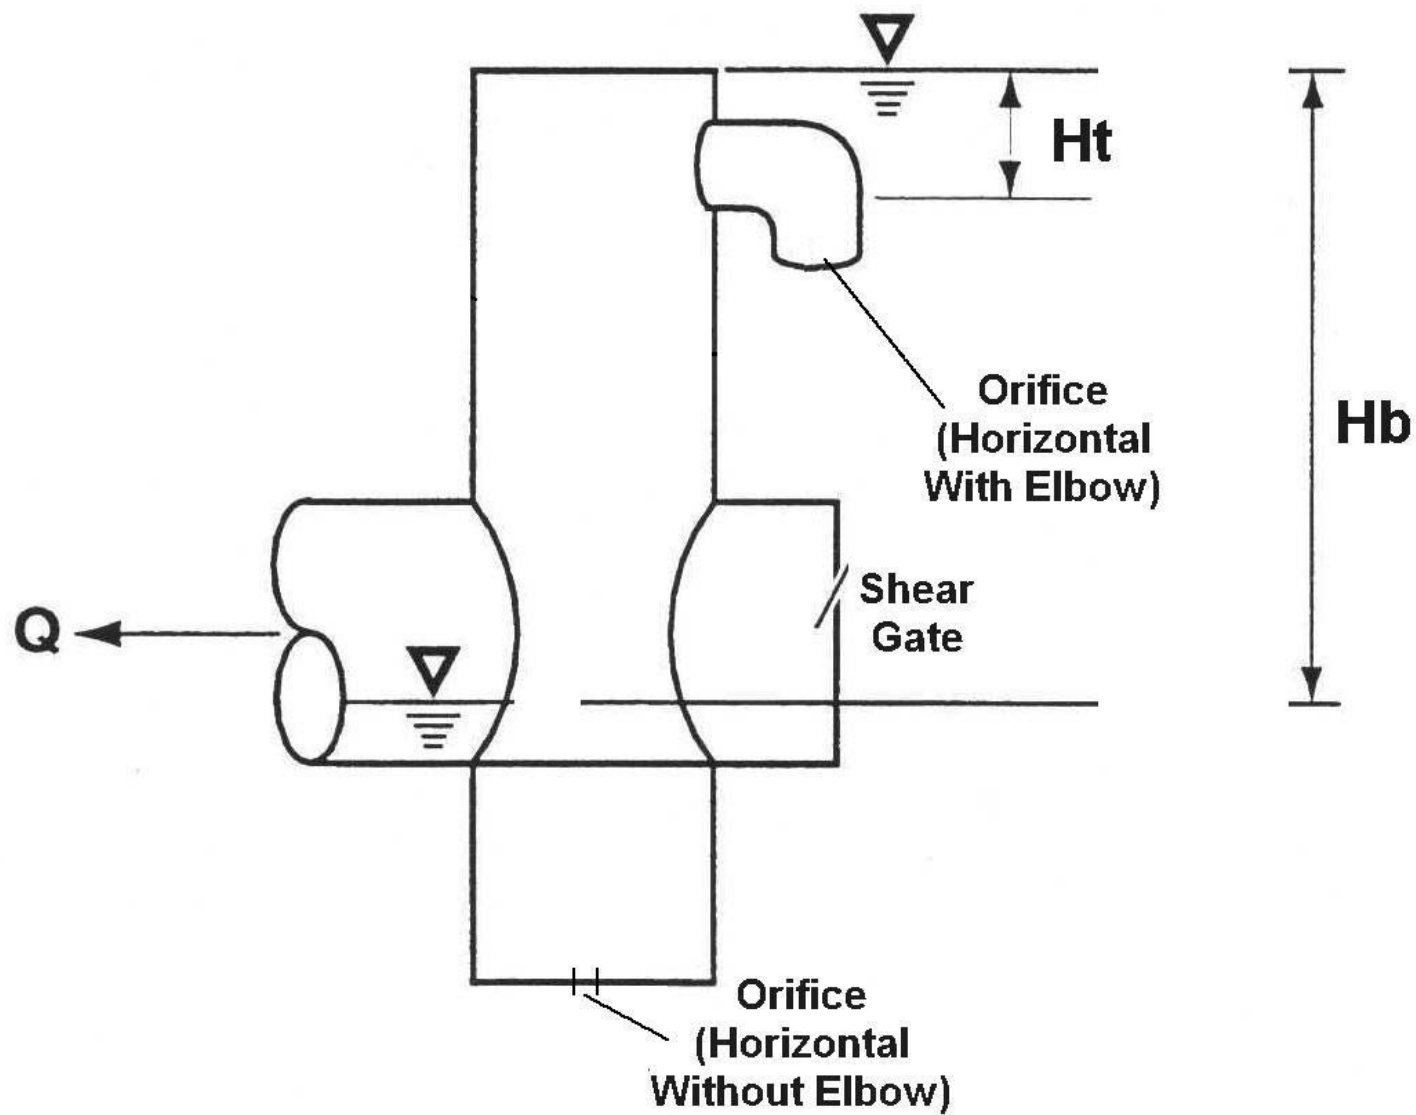 Ht
Orifice
(Horizontal
With Elbow)
Hb
Shear
Gate
Q
Orifice
(Horizontal
Without Elbow)